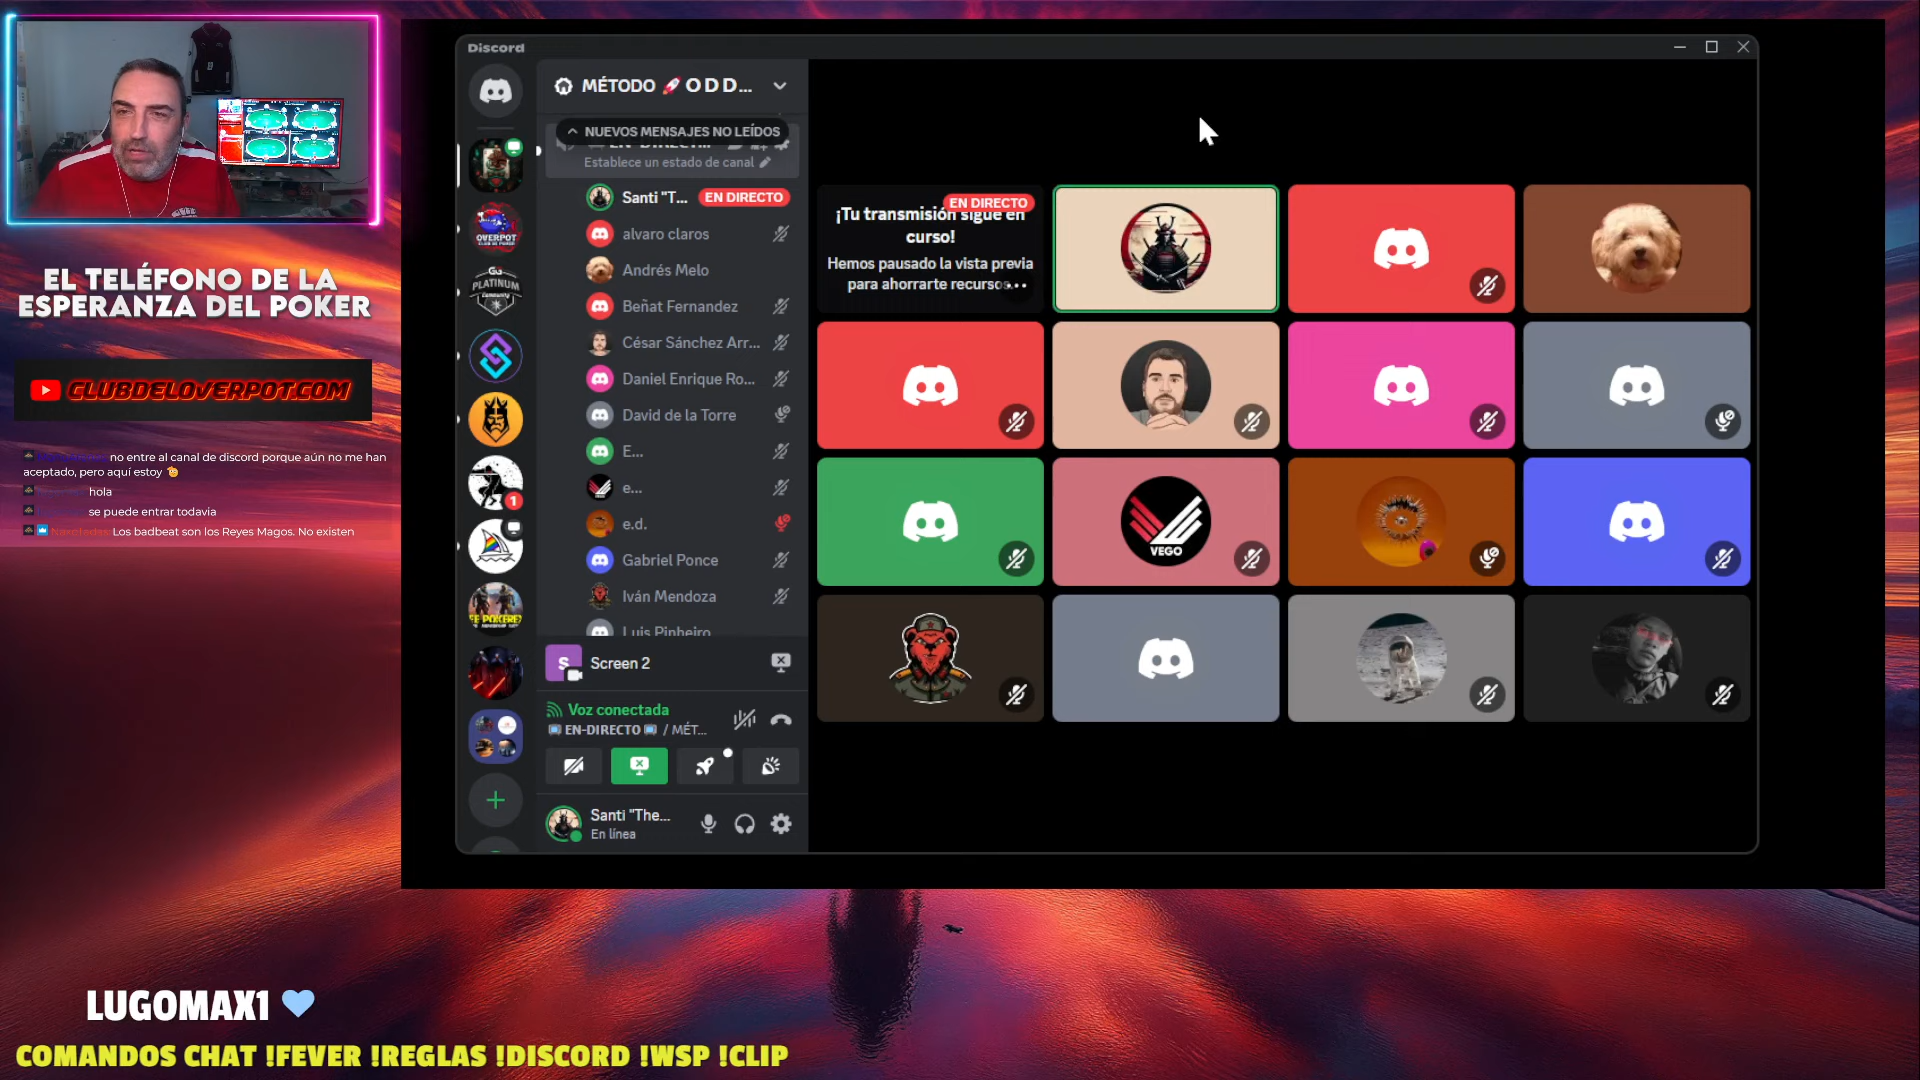 EL TELÉFONO DE LA
ESPERANZA DEL POKER
CLUBDELOVERPOT.COM
no entre al canal de discord porque aún no me han
aceptado, pero aquí estoy
hola
se puede entrar todavia
Los badbeat son los Reyes Magos. No existen
LUGOMAX1
COMANDOS CHAT !FEVER !REGLAS !DISCORD !WSP !CLIP
Discord
MÉTODO 🚀 O D D...
NUEVOS MENSAJES NO LEÍDOS
Establece un estado de canal
Santi "T... EN DIRECTO
alvaro claros
Andrés Melo
Beñat Fernandez
César Sánchez Arr...
Daniel Enrique Ro...
David de la Torre
E...
e...
e.d.
Gabriel Ponce
Iván Mendoza
Luis Pinheiro
S Screen 2
Voz conectada
EN-DIRECTO / MÉT...
Santi "The...
En línea
OVERPOT
PLATINUM
1
EN DIRECTO
¡Tu transmisión sigue en
curso!
Hemos pausado la vista previa
para ahorrarte recursos
VEGO